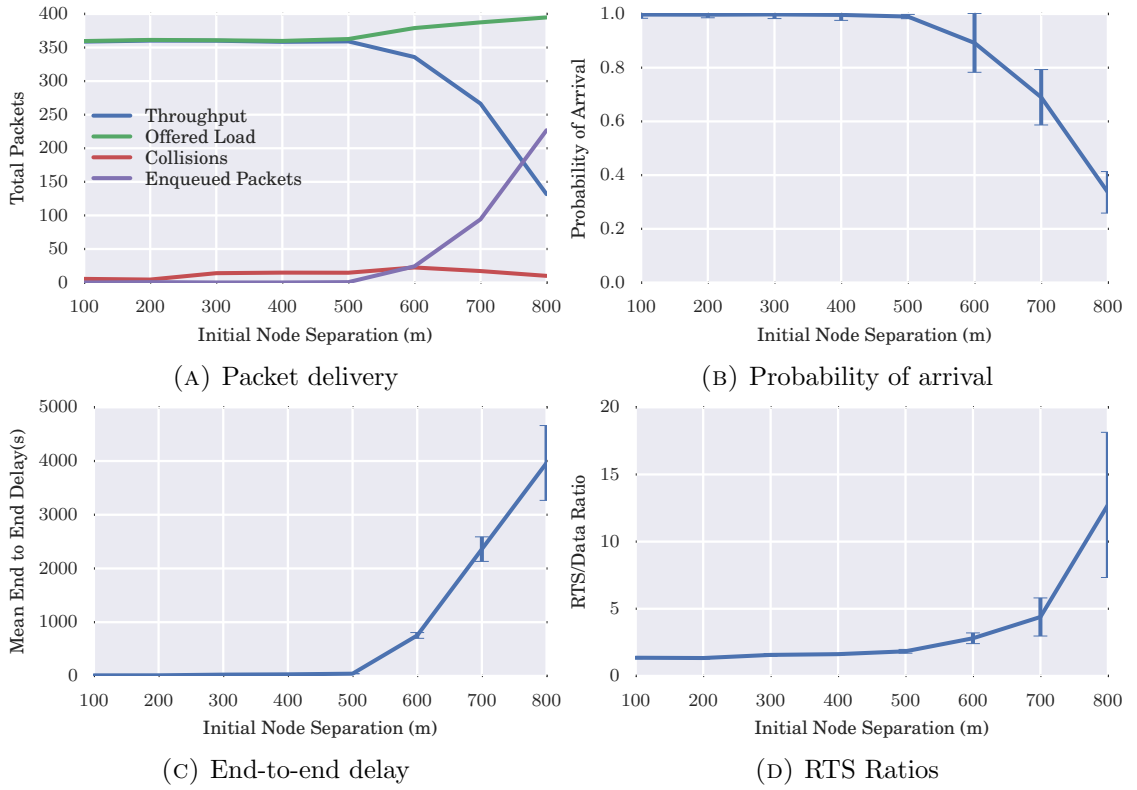 400
350
300
250
200
150
100
50
0
Total Packets
Throughput
Offered Load
Collisions
Enqueued Packets
100 200 300 400 500 600 700 800
Initial Node Separation (m)
(A) Packet delivery
1.0
0.8
0.6
0.4
0.2
0.0
Probability of Arrival
100 200 300 400 500 600 700 800
Initial Node Separation (m)
(B) Probability of arrival
5000
4000
3000
2000
1000
0
Mean End to End Delay(s)
100 200 300 400 500 600 700 800
Initial Node Separation (m)
(C) End-to-end delay
20
15
10
5
0
RTS/Data Ratio
100 200 300 400 500 600 700 800
Initial Node Separation (m)
(D) RTS Ratios